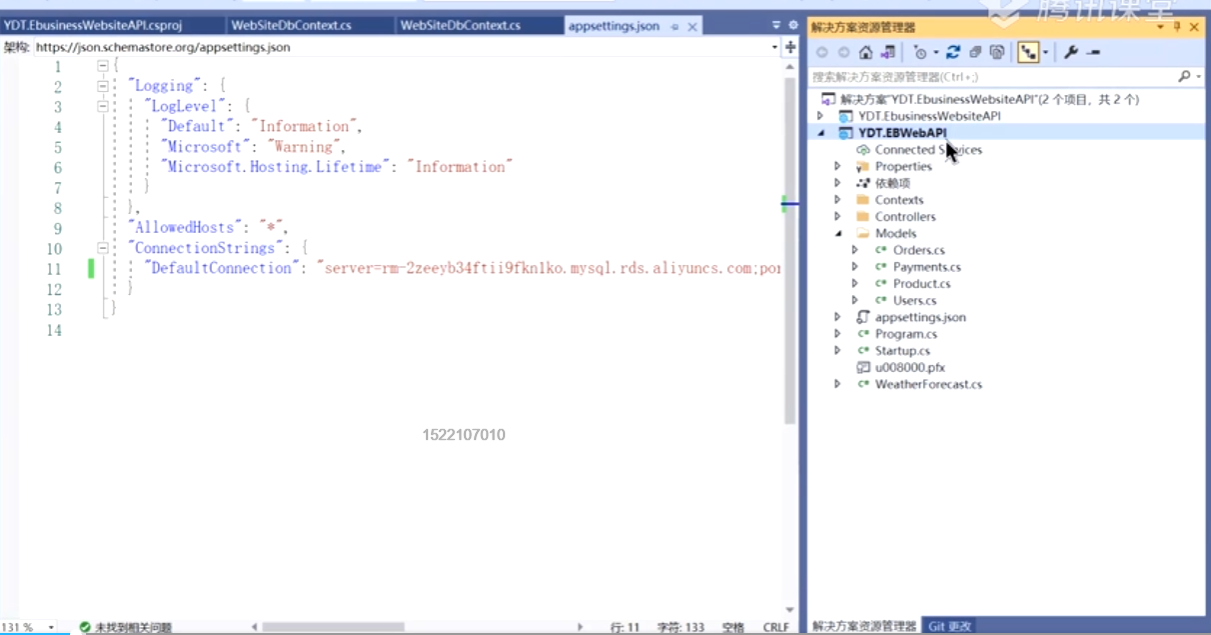 腾讯课堂
YDT.EbusinessWebsiteAPI.csproj WebSiteDbContext.cs WebSiteDbContext.cs appsettings.json
架构: https://json.schemastore.org/appsettings.json
1 {
2 "Logging": {
3 "LogLevel": {
4 "Default": "Information",
5 "Microsoft": "Warning",
6 "Microsoft.Hosting.Lifetime": "Information"
7 }
8 },
9 "AllowedHosts": "*",
10 "ConnectionStrings": {
11 "DefaultConnection": "server=rm-2zeeyb34ftii9fkn1ko.mysql.rds.aliyuncs.com;por
12 }
13 }
14
1522107010
131 % 未找到相关问题 行: 11 字符: 133 空格 CRLF
解决方案资源管理器
搜索解决方案资源管理器(Ctrl+;)
解决方案"YDT.EbusinessWebsiteAPI"(2 个项目，共 2 个)
YDT.EbusinessWebsiteAPI
YDT.EBWebAPI
Connected Services
Properties
依赖项
Contexts
Controllers
Models
C# Orders.cs
C# Payments.cs
C# Product.cs
C# Users.cs
appsettings.json
C# Program.cs
C# Startup.cs
u008000.pfx
C# WeatherForecast.cs
解决方案资源管理器 Git 更改